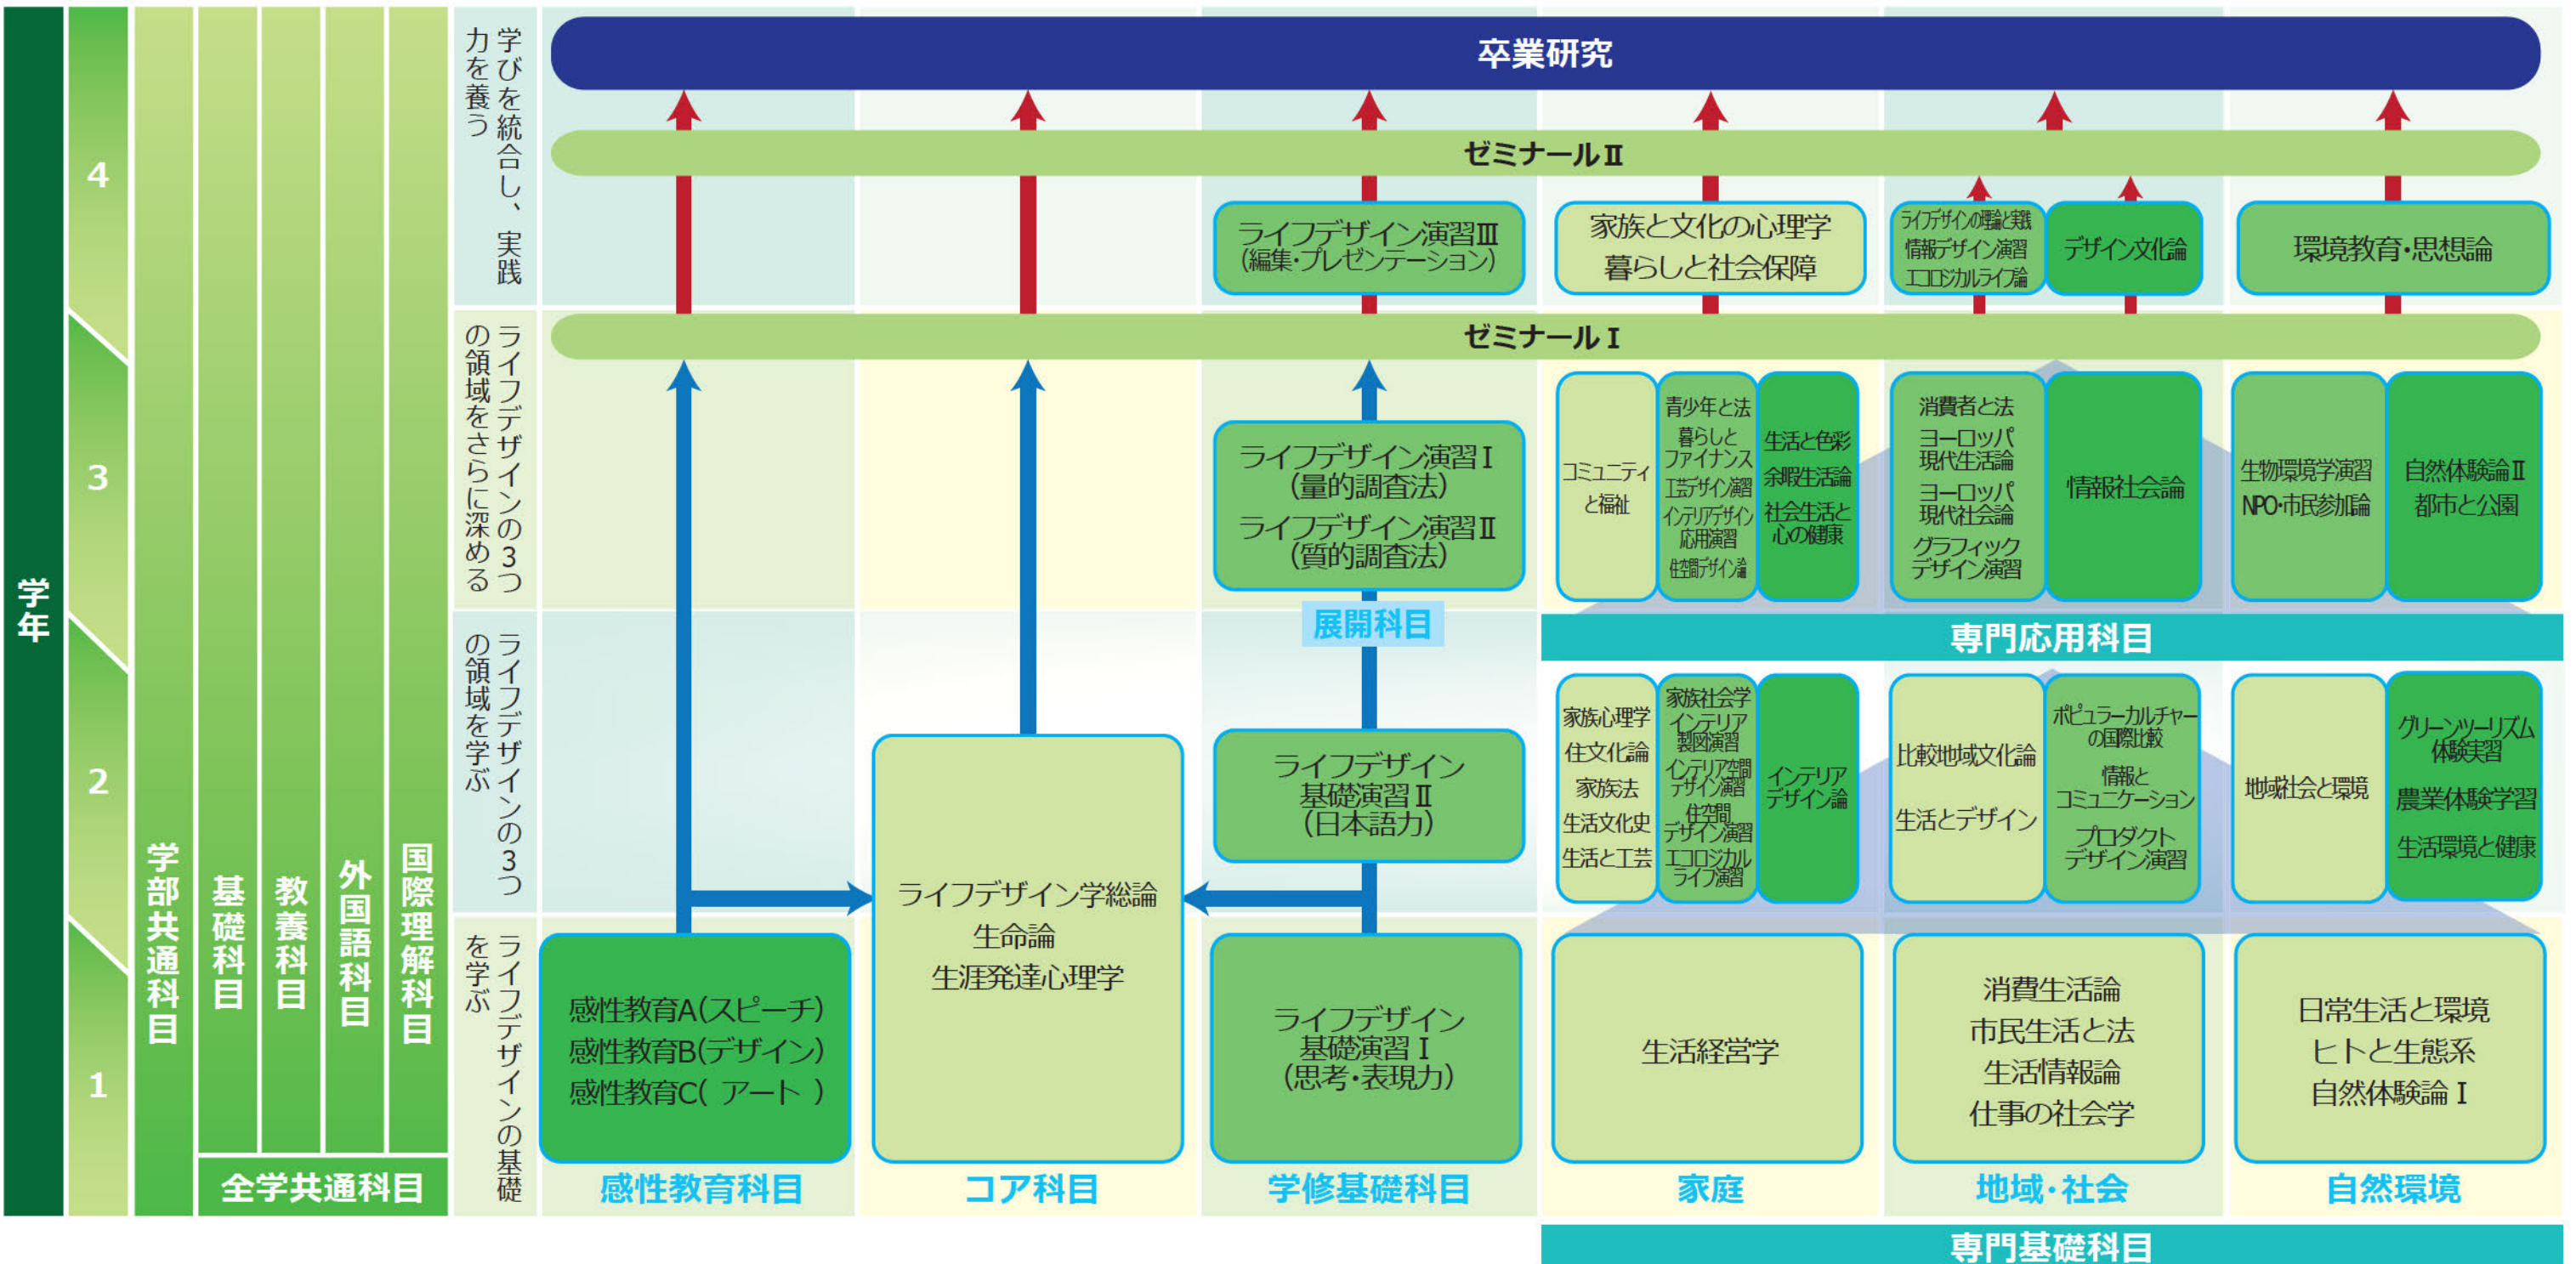 学年
4
3
2
1
学部共通科目
基礎科目
教養科目
外国語科目
国際理解科目
全学共通科目
学びを統合し、実践
力を養う
ライフデザインの3つ
の領域をさらに深める
ライフデザインの3つ
の領域を学ぶ
ライフデザインの基礎
を学ぶ
卒業研究
ゼミナールⅡ
ライフデザイン演習Ⅲ
(編集・プレゼンテーション)
家族と文化の心理学
暮らしと社会保障
ライフデザインの理論と実践
情報デザイン演習
エコロジカルライフ論
デザイン文化論
環境教育・思想論
ゼミナールⅠ
ライフデザイン演習Ⅰ
(量的調査法)
ライフデザイン演習Ⅱ
(質的調査法)
コミュニティ
と福祉
青少年と法
暮らしと
ファイナンス
工芸デザイン演習
インテリアデザイン
応用演習
住空間デザイン論
生活と色彩
余暇生活論
社会生活と
心の健康
消費者と法
ヨーロッパ
現代生活論
ヨーロッパ
現代社会論
グラフィック
デザイン演習
情報社会論
生物環境学演習
NPO・市民参加論
自然体験論Ⅱ
都市と公園
展開科目
専門応用科目
ライフデザイン
基礎演習Ⅱ
(日本語力)
家族心理学
住文化論
家族法
生活文化史
生活と工芸
家族社会学
インテリア
製図演習
インテリア空間
デザイン演習
住空間
デザイン演習
エコロジカル
ライフ演習
インテリア
デザイン論
比較地域文化論
生活とデザイン
ポピュラーカルチャー
の国際比較
情報と
コミュニケーション
プロダクト
デザイン演習
地域社会と環境
グリーンツーリズム
体験実習
農業体験学習
生活環境と健康
感性教育A(スピーチ)
感性教育B(デザイン)
感性教育C( アート )
ライフデザイン学総論
生命論
生涯発達心理学
ライフデザイン
基礎演習Ⅰ
(思考・表現力)
生活経営学
消費生活論
市民生活と法
生活情報論
仕事の社会学
日常生活と環境
ヒトと生態系
自然体験論Ⅰ
感性教育科目
コア科目
学修基礎科目
家庭
地域・社会
自然環境
専門基礎科目